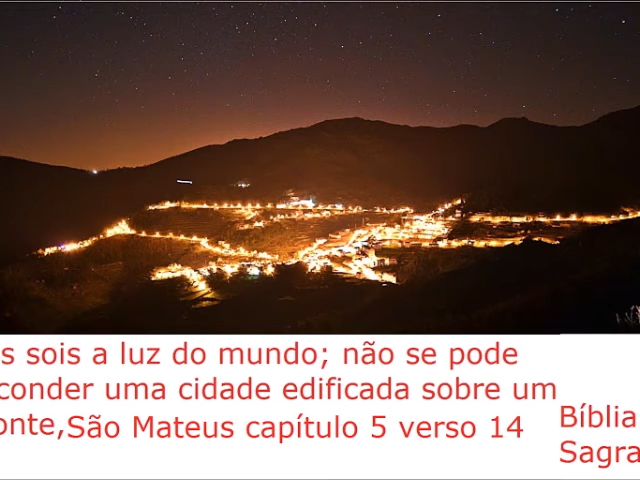 s sois a luz do mundo; não se pode
conder uma cidade edificada sobre um
onte,São Mateus capítulo 5 verso 14
Bíblia
Sagra